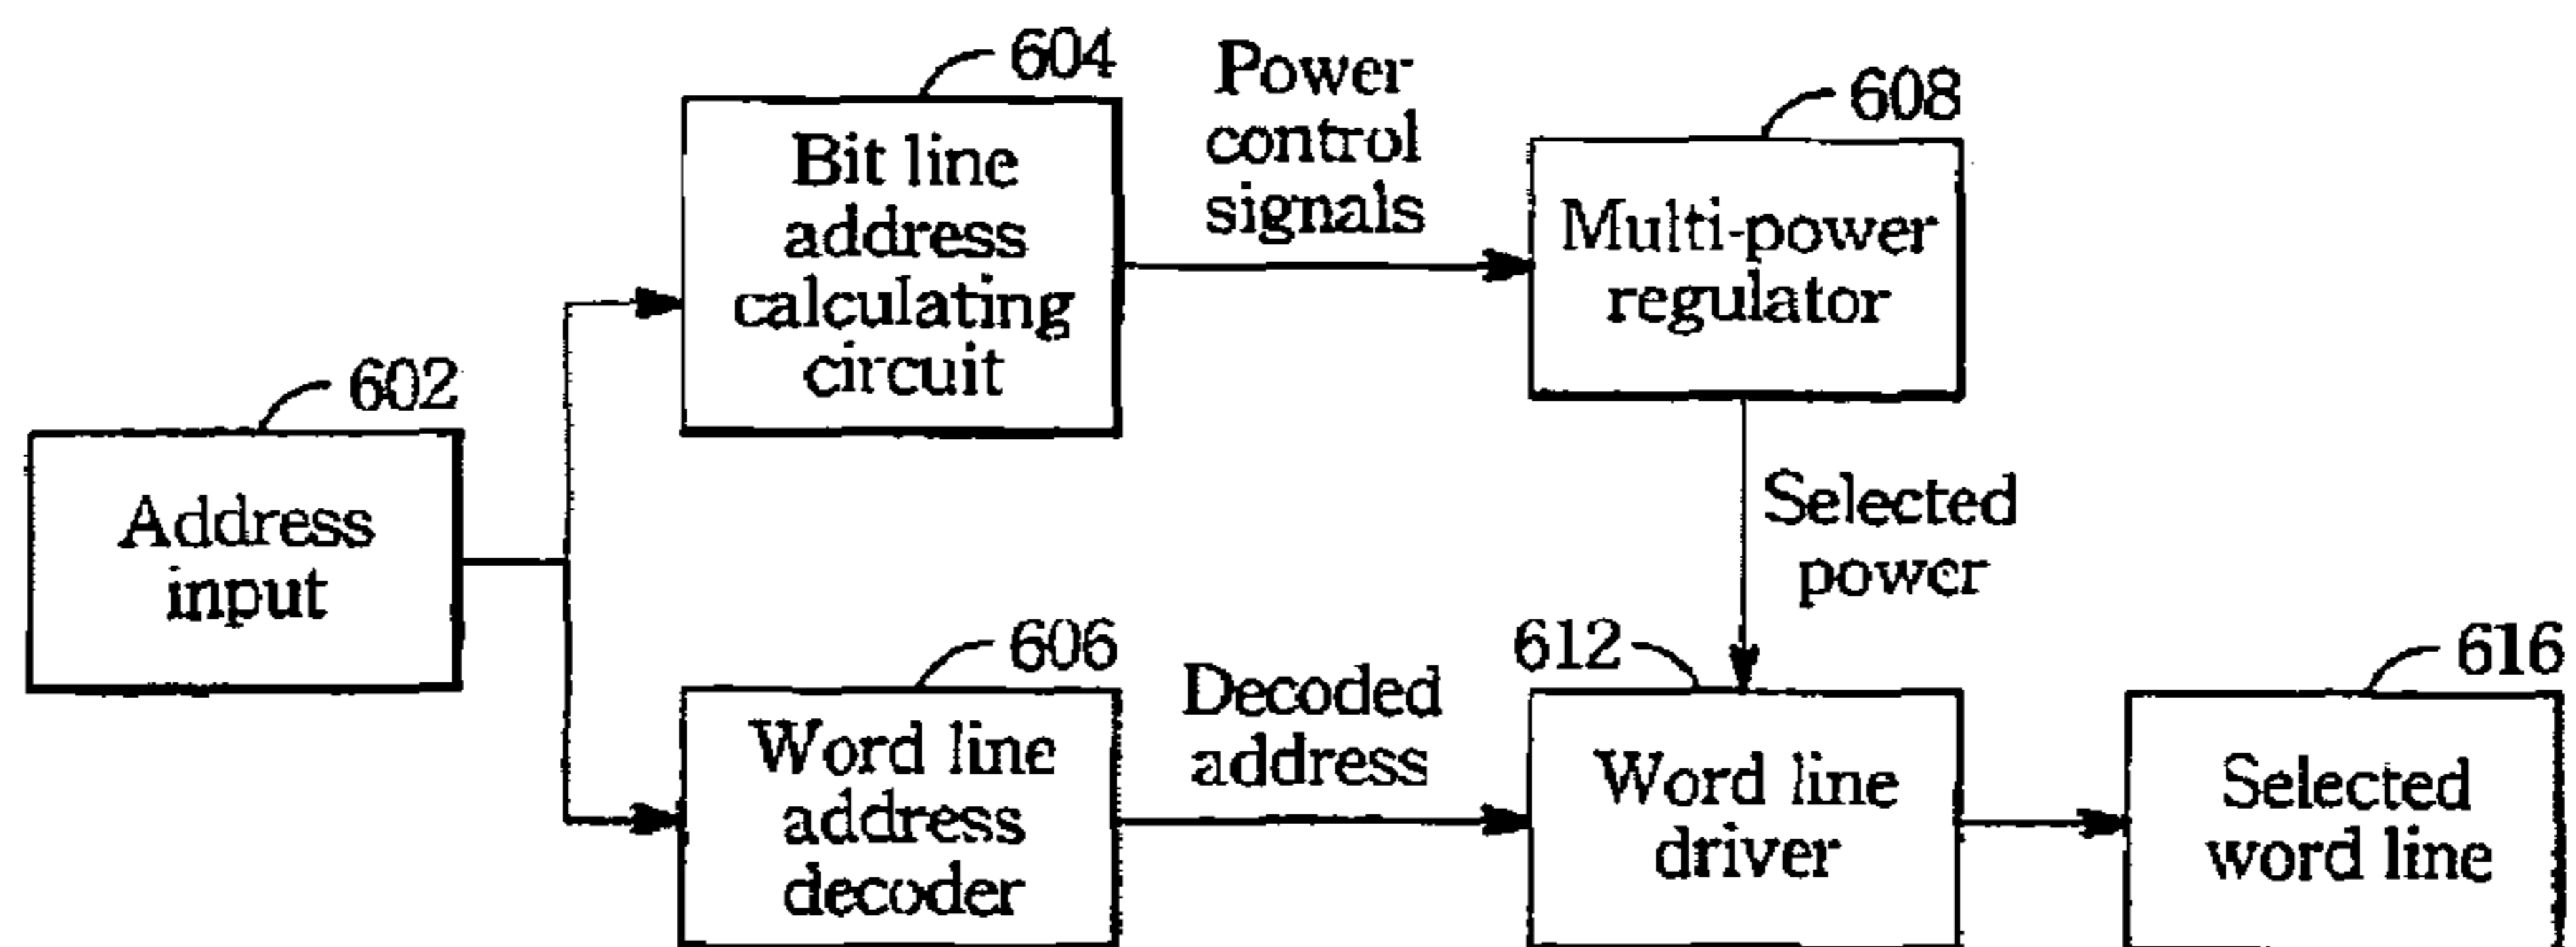 604
Bit line
address
calculating
circuit
Power
control
signals
608
Multi-power
regulator
602
Address
input
Selected
power
606
Word line
address
decoder
Decoded
address
612
Word line
driver
616
Selected
word line